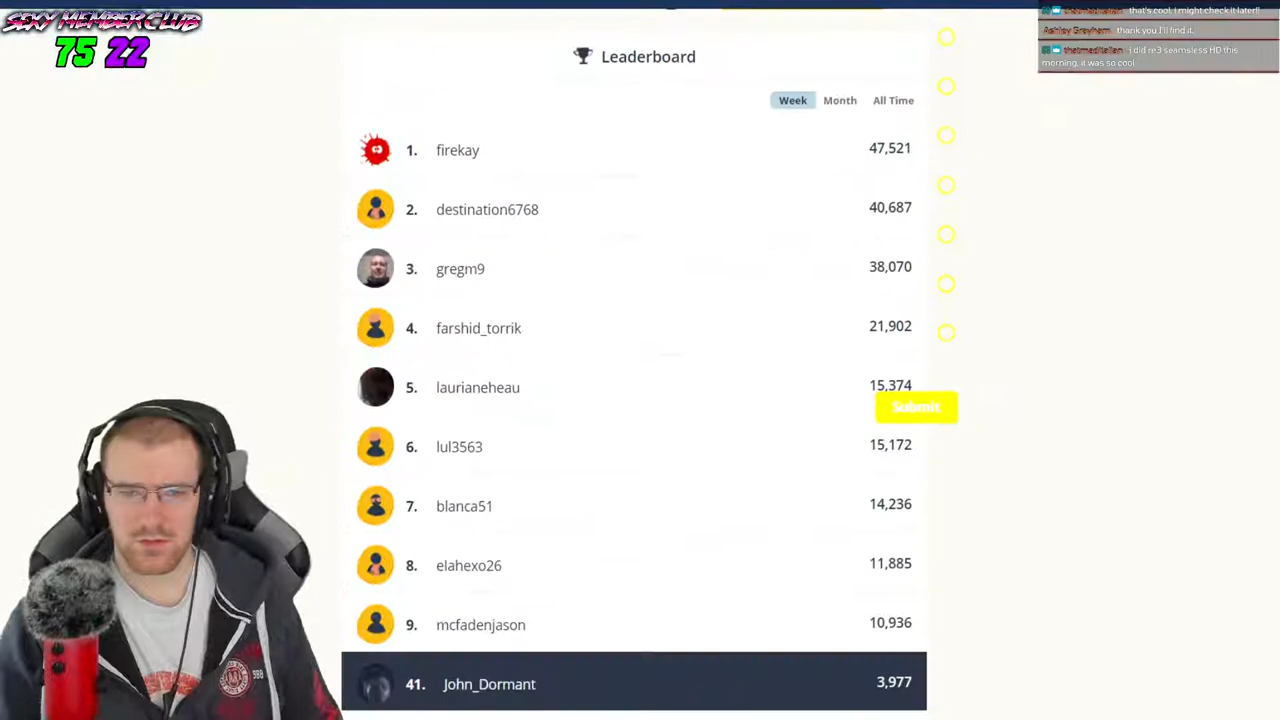 SEXY MEMBER CLUB
75 22
that's cool, I might check it later!!
Ashley Grayham: thank you I'll find it.
i did re3 seamsless HD this
morning, it was so cool
Leaderboard
Week Month All Time
1. firekay 47,521
2. destination6768 40,687
3. gregm9 38,070
4. farshid_torrik 21,902
5. laurianeheau 15,374
Submit
6. lul3563 15,172
7. blanca51 14,236
8. elahexo26 11,885
9. mcfadenjason 10,936
41. John_Dormant 3,977